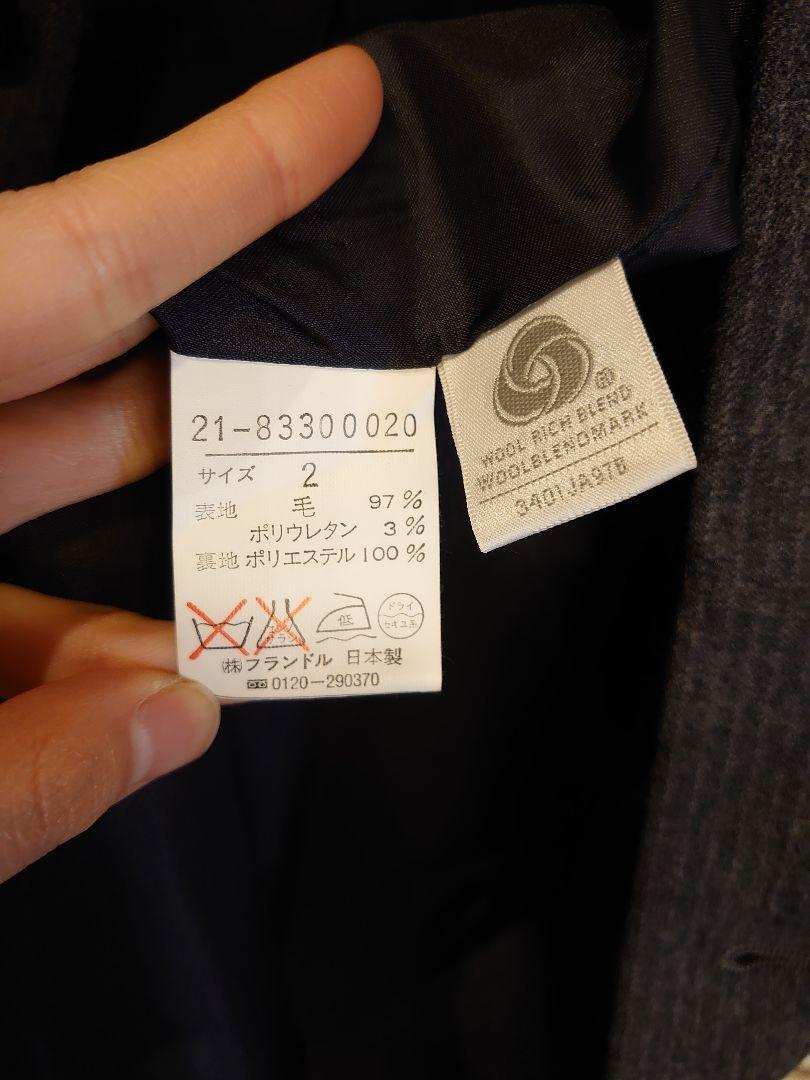 21-83300020
サイズ 2
表地 毛 97%
ポリウレタン 3%
裏地 ポリエステル 100%
低
ドライ
セキユ系
(株)フランドル 日本製
0120-290370
WOOL RICH BLEND
WOOLBLENDMARK
3A01JA97B